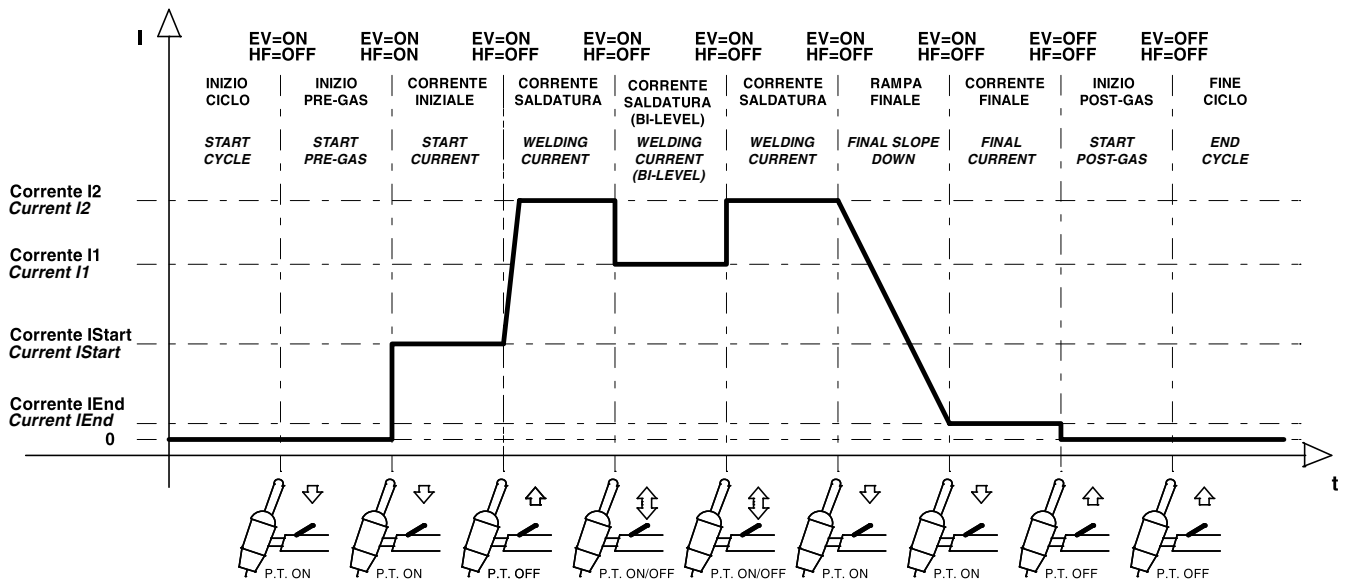 I
EV=ON EV=ON EV=ON EV=ON EV=ON EV=ON EV=ON EV=OFF EV=OFF
HF=OFF HF=ON HF=OFF HF=OFF HF=OFF HF=OFF HF=OFF HF=OFF HF=OFF
INIZIO
CICLO
START
CYCLE
INIZIO
PRE-GAS
START
PRE-GAS
CORRENTE
INIZIALE
START
CURRENT
CORRENTE
SALDATURA
WELDING
CURRENT
CORRENTE
SALDATURA
(BI-LEVEL)
WELDING
CURRENT
(BI-LEVEL)
CORRENTE
SALDATURA
WELDING
CURRENT
RAMPA
FINALE
FINAL SLOPE
DOWN
CORRENTE
FINALE
FINAL
CURRENT
INIZIO
POST-GAS
START
POST-GAS
FINE
CICLO
END
CYCLE
Corrente I2
Current I2
Corrente I1
Current I1
Corrente IStart
Current IStart
Corrente IEnd
Current IEnd
0
t
P.T. ON P.T. ON P.T. OFF P.T. ON/OFF P.T. ON/OFF P.T. ON P.T. ON P.T. OFF P.T. OFF